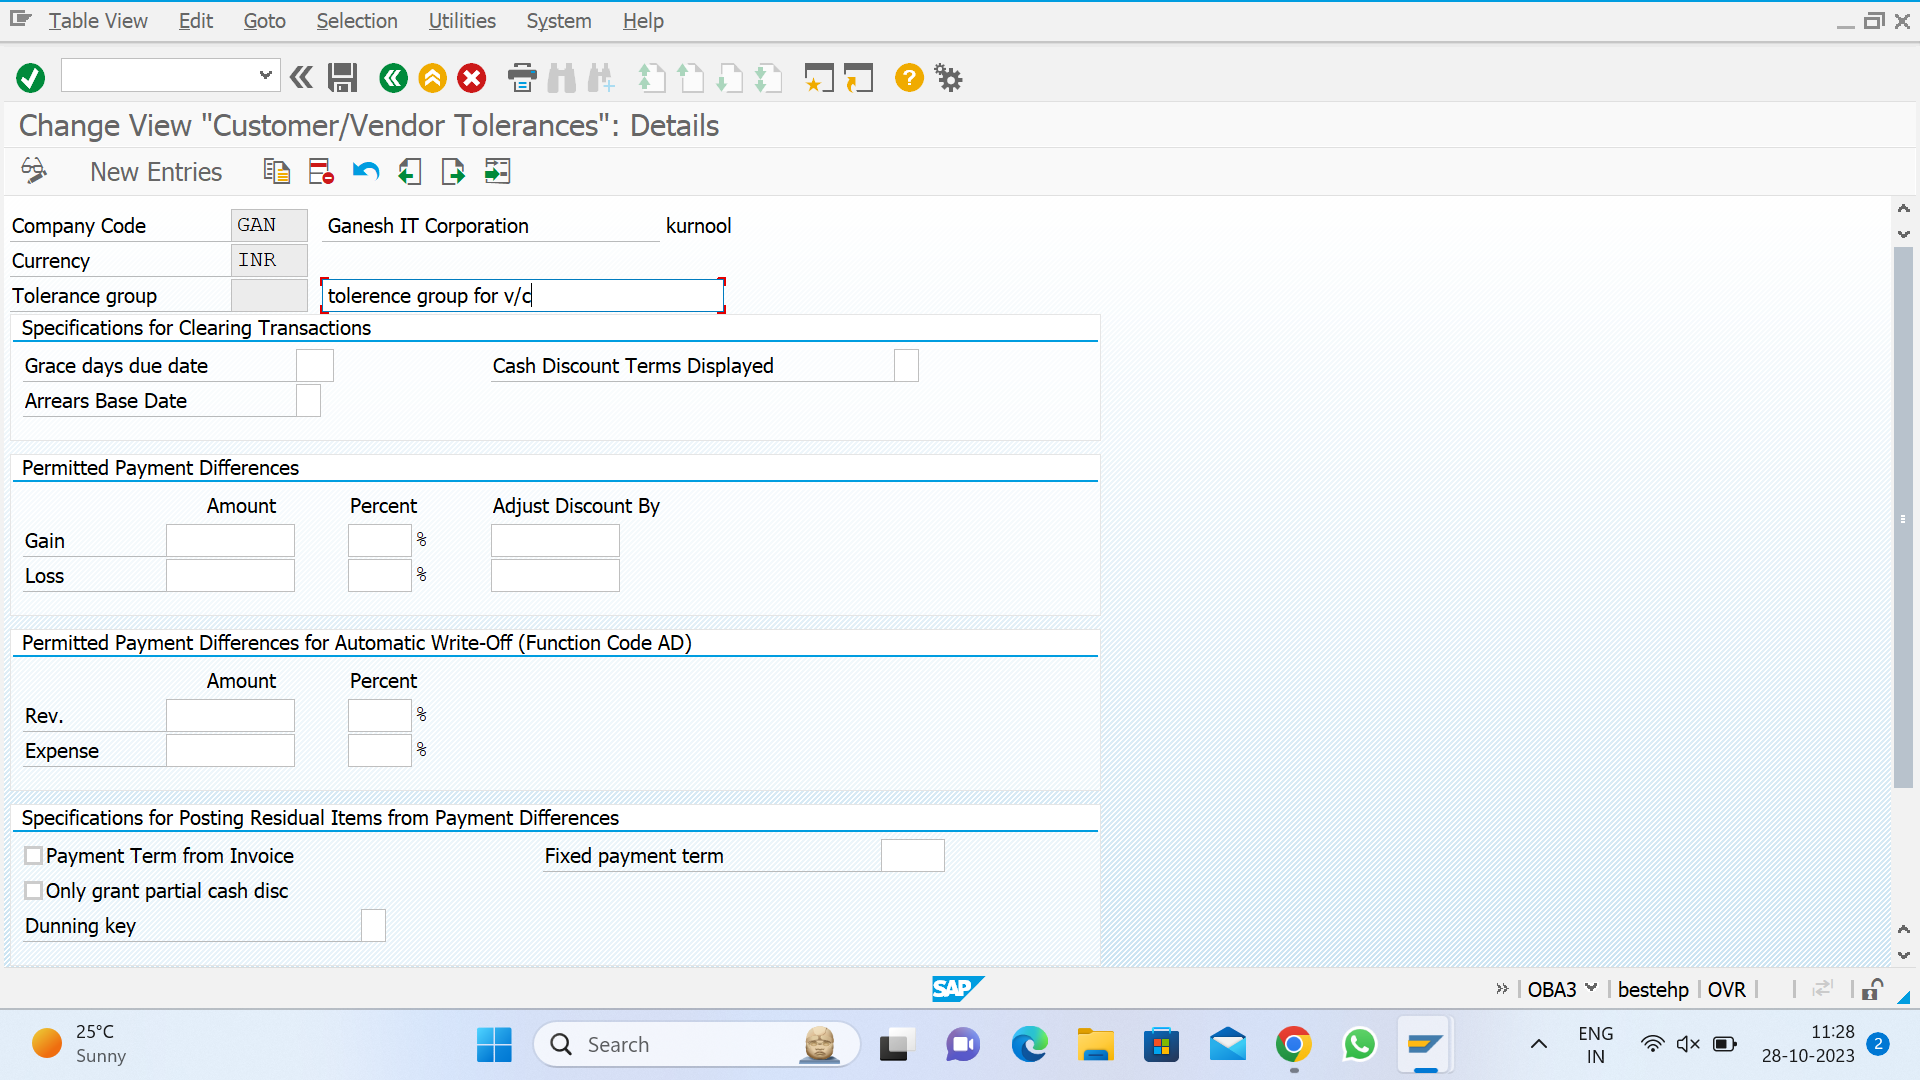 Table View Edit Goto Selection Utilities System Help
Change View "Customer/Vendor Tolerances": Details
New Entries
Company Code GAN Ganesh IT Corporation kurnool
Currency INR
Tolerance group tolerence group for v/c
Specifications for Clearing Transactions
Grace days due date Cash Discount Terms Displayed
Arrears Base Date
Permitted Payment Differences
Amount Percent Adjust Discount By
Gain %
Loss %
Permitted Payment Differences for Automatic Write-Off (Function Code AD)
Amount Percent
Rev. %
Expense %
Specifications for Posting Residual Items from Payment Differences
Payment Term from Invoice Fixed payment term
Only grant partial cash disc
Dunning key
SAP OBA3 bestehp OVR
25°C
Sunny
Search
ENG
IN
11:28
28-10-2023
2